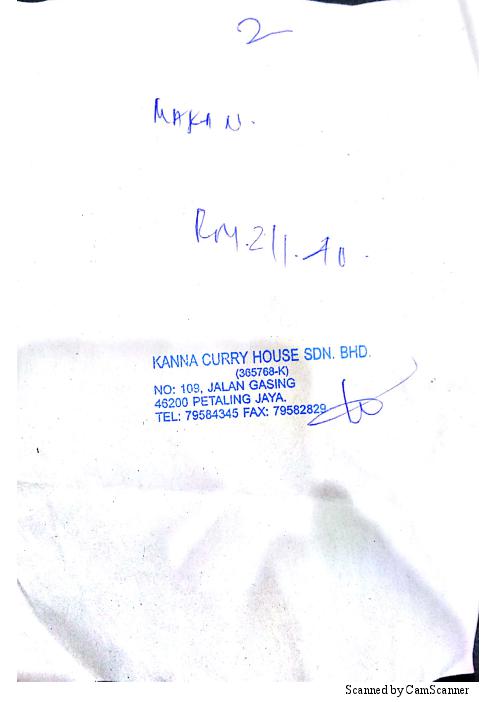 2
MAKAN.
RM.211.10.
KANNA CURRY HOUSE SDN. BHD.
(365768-K)
NO: 109, JALAN GASING
46200 PETALING JAYA.
TEL: 79584345 FAX: 79582829
Scanned by CamScanner